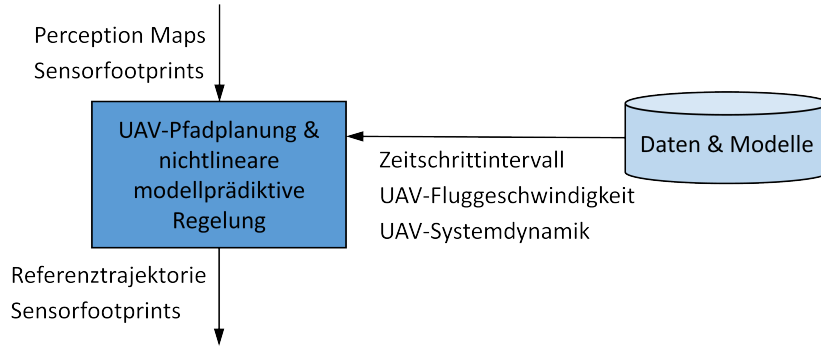 Perception Maps
Sensorfootprints
UAV-Pfadplanung &
nichtlineare
modellprädiktive
Regelung
Daten & Modelle
Zeitschrittintervall
UAV-Fluggeschwindigkeit
UAV-Systemdynamik
Referenztrajektorie
Sensorfootprints